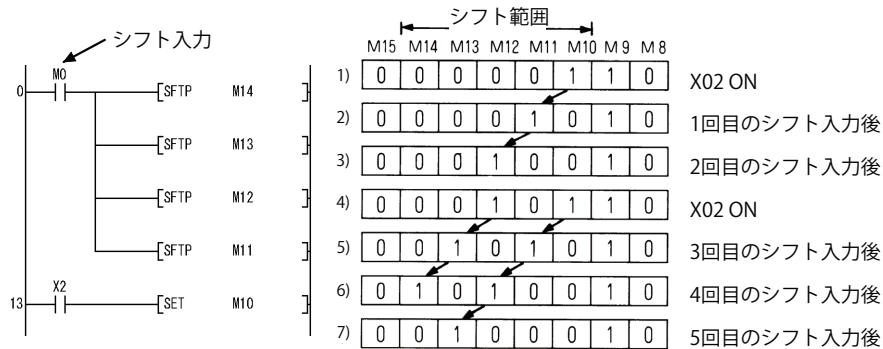 シフト入力
M0
0
[SFTP M14 ]
[SFTP M13 ]
[SFTP M12 ]
[SFTP M11 ]
X2
13
[SET M10 ]
シフト範囲
M15 M14 M13 M12 M11 M10 M9 M8
1) 0 0 0 0 0 1 1 0 X02 ON
2) 0 0 0 0 1 0 1 0 1回目のシフト入力後
3) 0 0 0 1 0 0 1 0 2回目のシフト入力後
4) 0 0 0 1 0 1 1 0 X02 ON
5) 0 0 1 0 1 0 1 0 3回目のシフト入力後
6) 0 1 0 1 0 0 1 0 4回目のシフト入力後
7) 0 0 1 0 0 0 1 0 5回目のシフト入力後